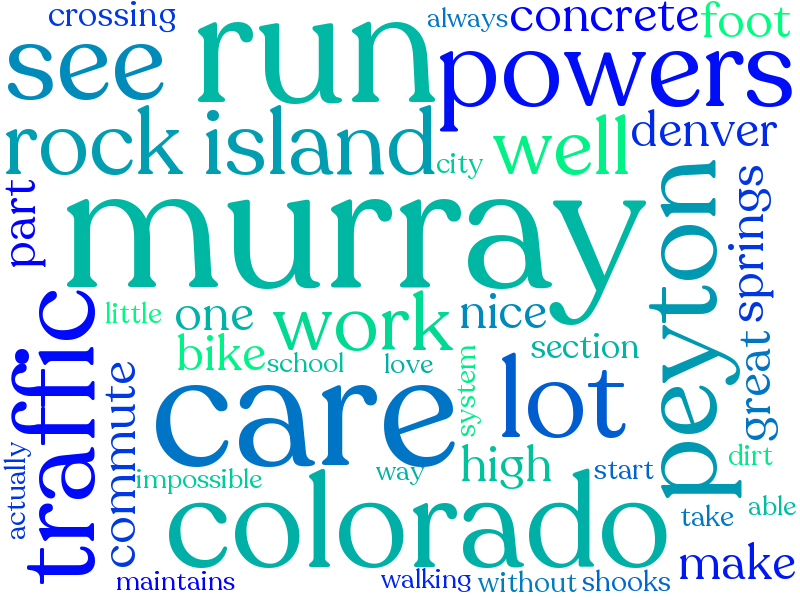 crossing
run
always
concrete
foot
see
powers
rock island
city
well
denver
part
murray
peyton
springs
traffic
little
one
work
nice
bike
school
love
system
section
great
commute
care
lot
actually
impossible
way
high
start
dirt
colorado
take
able
maintains
walking
without
shooks
make